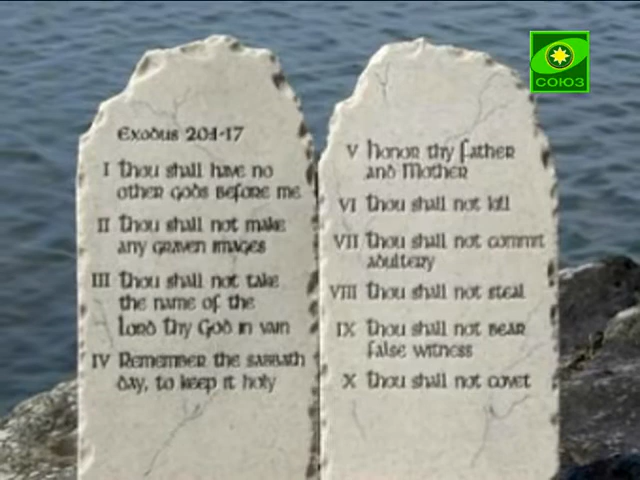 Exodus 20:1-17
I Thou shall have no
other gods before me
II Thou shall not make
any graven images
III Thou shall not take
the name of the
Lord thy God in vain
IV Remember the sabbath
day, to keep it holy
V Honor thy father
and Mother
VI Thou shall not kill
VII Thou shall not commit
adultery
VIII Thou shall not steal
IX Thou shall not bear
false witness
X Thou shall not covet
СОЮЗ